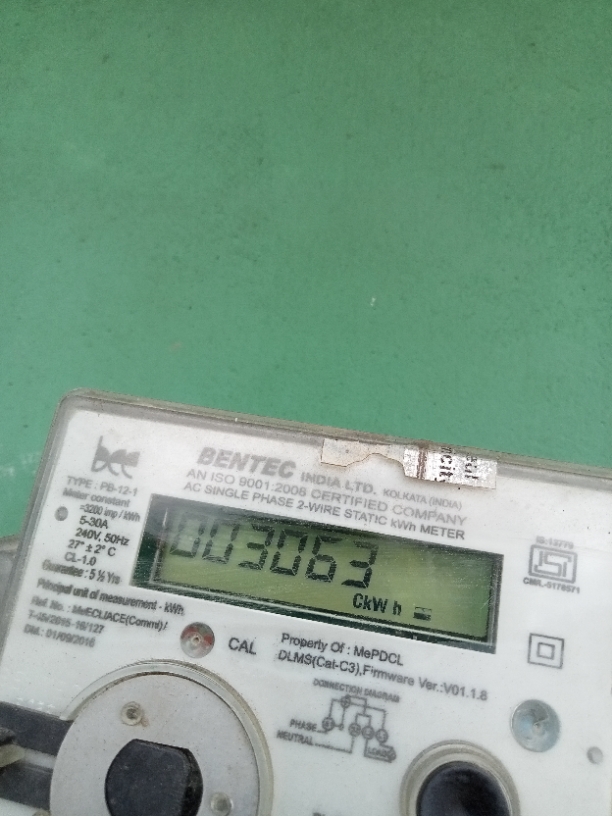 bee
BENTEC INDIA LTD. KOLKATA (INDIA)
AN ISO 9001:2008 CERTIFIED COMPANY
AC SINGLE PHASE 2-WIRE STATIC kWh METER
TYPE : PB-12-1
Meter constant
=3200 imp / kWh
5-30A
240V, 50Hz
27° ± 2° C
CL-1.0
Guarantee : 5 ½ Yrs
Principal unit of measurement - kWh
003063
CkWh
CAL
Property Of : MePDCL
DLMS(Cat-C3),Firmware Ver.:V01.1.8
CONNECTION DIAGRAM
PHASE
NEUTRAL
LOAD